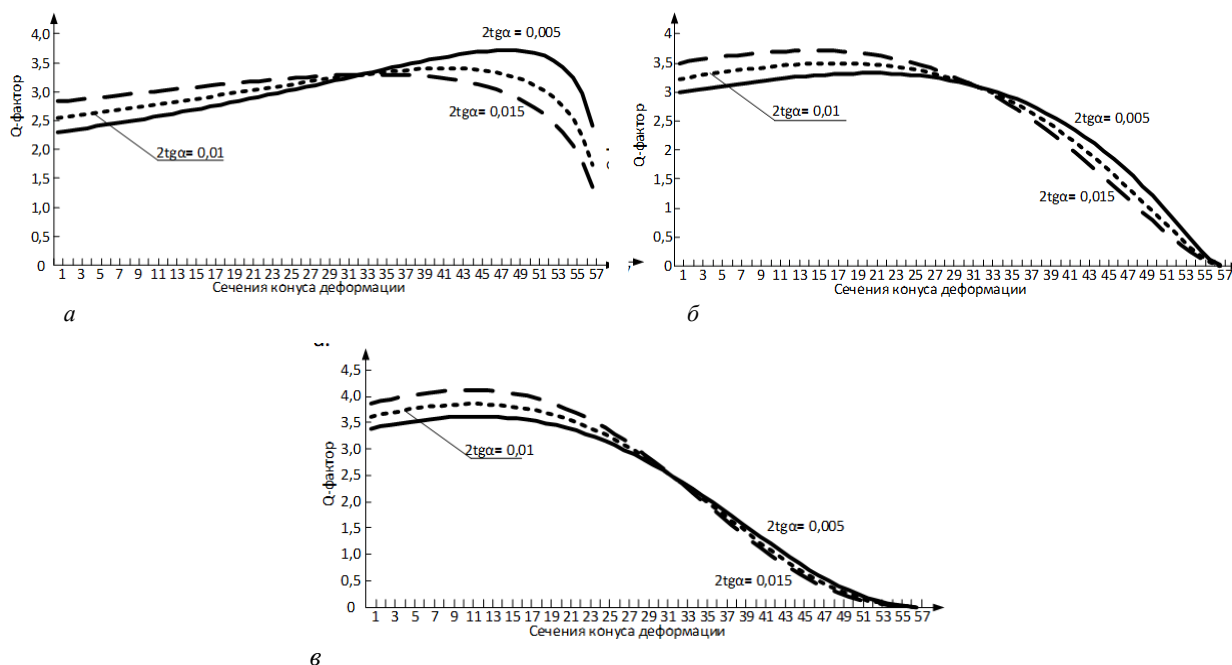 4,0
3,5
3,0
2,5
2,0
1,5
1,0
0,5
0
Q-фактор
2tgα = 0,005
2tgα = 0,015
2tgα= 0,01
1 3 5 7 9 11 13 15 17 19 21 23 25 27 29 31 33 35 37 39 41 43 45 47 49 51 53 55 57
Сечения конуса деформации
а
4
3,5
3
2,5
2
1,5
1
0,5
0
Q-фактор
2tgα= 0,01
2tgα = 0,005
2tgα = 0,015
1 3 5 7 9 11 13 15 17 19 21 23 25 27 29 31 33 35 37 39 41 43 45 47 49 51 53 55 57
Сечения конуса деформации
б
4,5
4,0
3,5
3,0
2,5
2,0
1,5
1,0
0,5
0
Q-фактор
2tgα= 0,01
2tgα= 0,005
2tgα= 0,015
1 3 5 7 9 11 13 15 17 19 21 23 25 27 29 31 33 35 37 39 41 43 45 47 49 51 53 55 57
Сечения конуса деформации
в